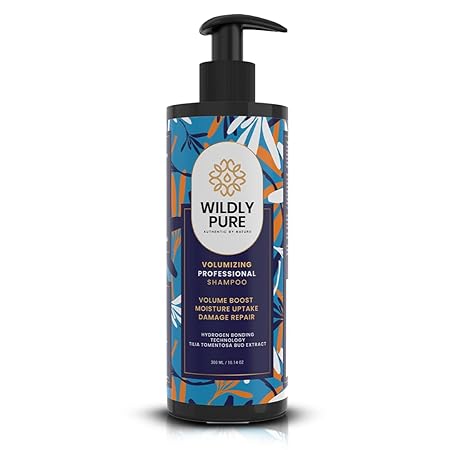 WILDLY
PURE
AUTHENTIC BY NATURE
VOLUMIZING
PROFESSIONAL
SHAMPOO
VOLUME BOOST
MOISTURE UPTAKE
DAMAGE REPAIR
HYDROGEN BONDING
TECHNOLOGY
TILIA TOMENTOSA BUD EXTRACT
300 ML / 10.14 OZ